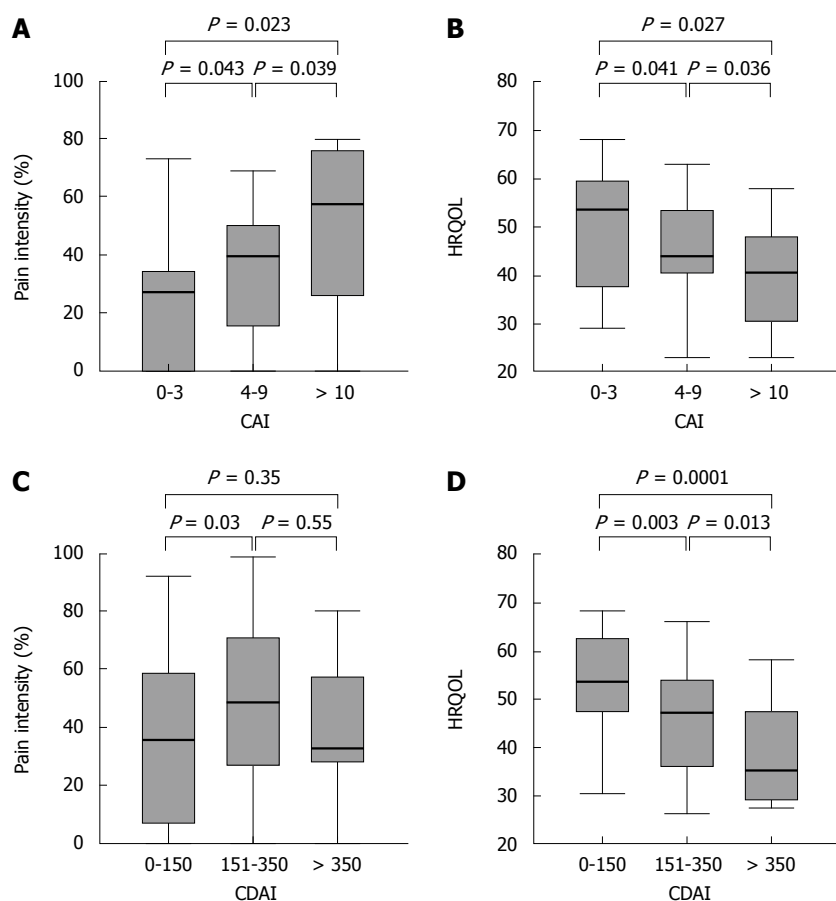 A
B
P = 0.023
P = 0.027
P = 0.043
P = 0.039
P = 0.041
P = 0.036
100
80
60
40
20
0
Pain intensity (%)
0-3
4-9
> 10
CAI
80
70
60
50
40
30
20
HRQOL
0-3
4-9
> 10
CAI
C
D
P = 0.35
P = 0.0001
P = 0.03
P = 0.55
P = 0.003
P = 0.013
100
80
60
40
20
0
Pain intensity (%)
0-150
151-350
> 350
CDAI
80
70
60
50
40
30
20
HRQOL
0-150
151-350
> 350
CDAI